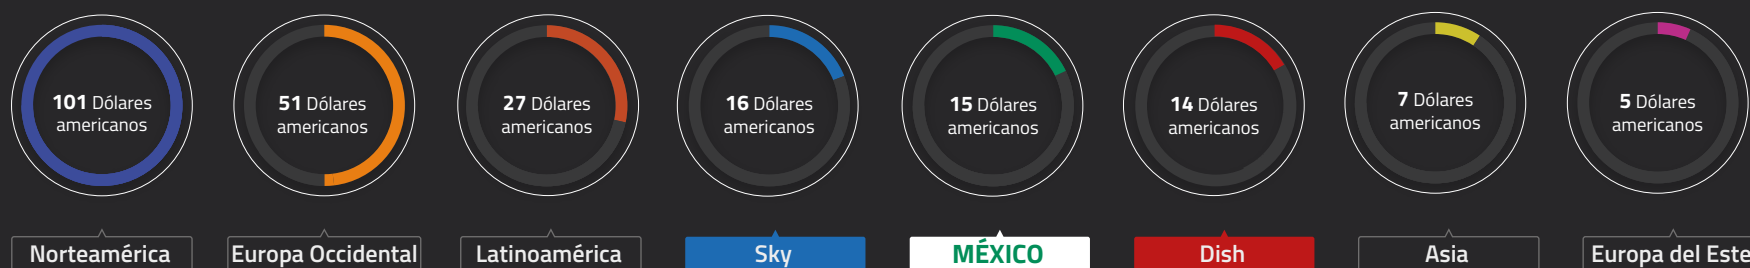 101 Dólares
americanos
51 Dólares
americanos
27 Dólares
americanos
16 Dólares
americanos
15 Dólares
americanos
14 Dólares
americanos
7 Dólares
americanos
5 Dólares
americanos
Norteamérica
Europa Occidental
Latinoamérica
Sky
MÉXICO
Dish
Asia
Europa del Este